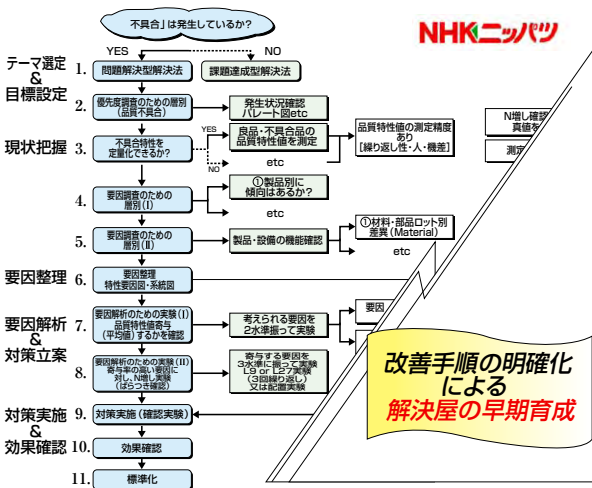 不具合」は発生しているか?
NHKニッパツ
YES
NO
テーマ選定
&
目標設定
1.
問題解決型解決法
課題達成型解決法
2.
優先度調査のための層別
(品質不具合)
発生状況確認
パレート図etc
現状把握
3.
不具合特性を
定量化できるか?
YES
NO
良品・不具合品の
品質特性値を測定
etc
品質特性値の測定精度
あり
[繰り返し性・人・機差]
N増し確認
真値を
測定
4.
要因調査のための
層別(Ⅰ)
①製品別に
傾向はあるか?
etc
5.
要因調査のための
層別(Ⅱ)
製品・設備の機能確認
①材料・部品ロット別
差異(Material)
etc
要因整理
6.
要因整理
特性要因図・系統図
要因解析
&
対策立案
7.
要因解析のための実験(Ⅰ)
品質特性値寄与
(平均値)するかを確認
考えられる要因を
2水準振って実験
要因
8.
要因解析のための実験(Ⅱ)
寄与率の高い要因に
対し、N増し実験
(ばらつき確認)
寄与する要因を
3水準に振って実験
L9 or L27実験
(3回繰り返し)
又は配置実験
改善手順の明確化
による
解決屋の早期育成
対策実施
&
効果確認
9.
対策実施(確認実験)
10.
効果確認
11.
標準化